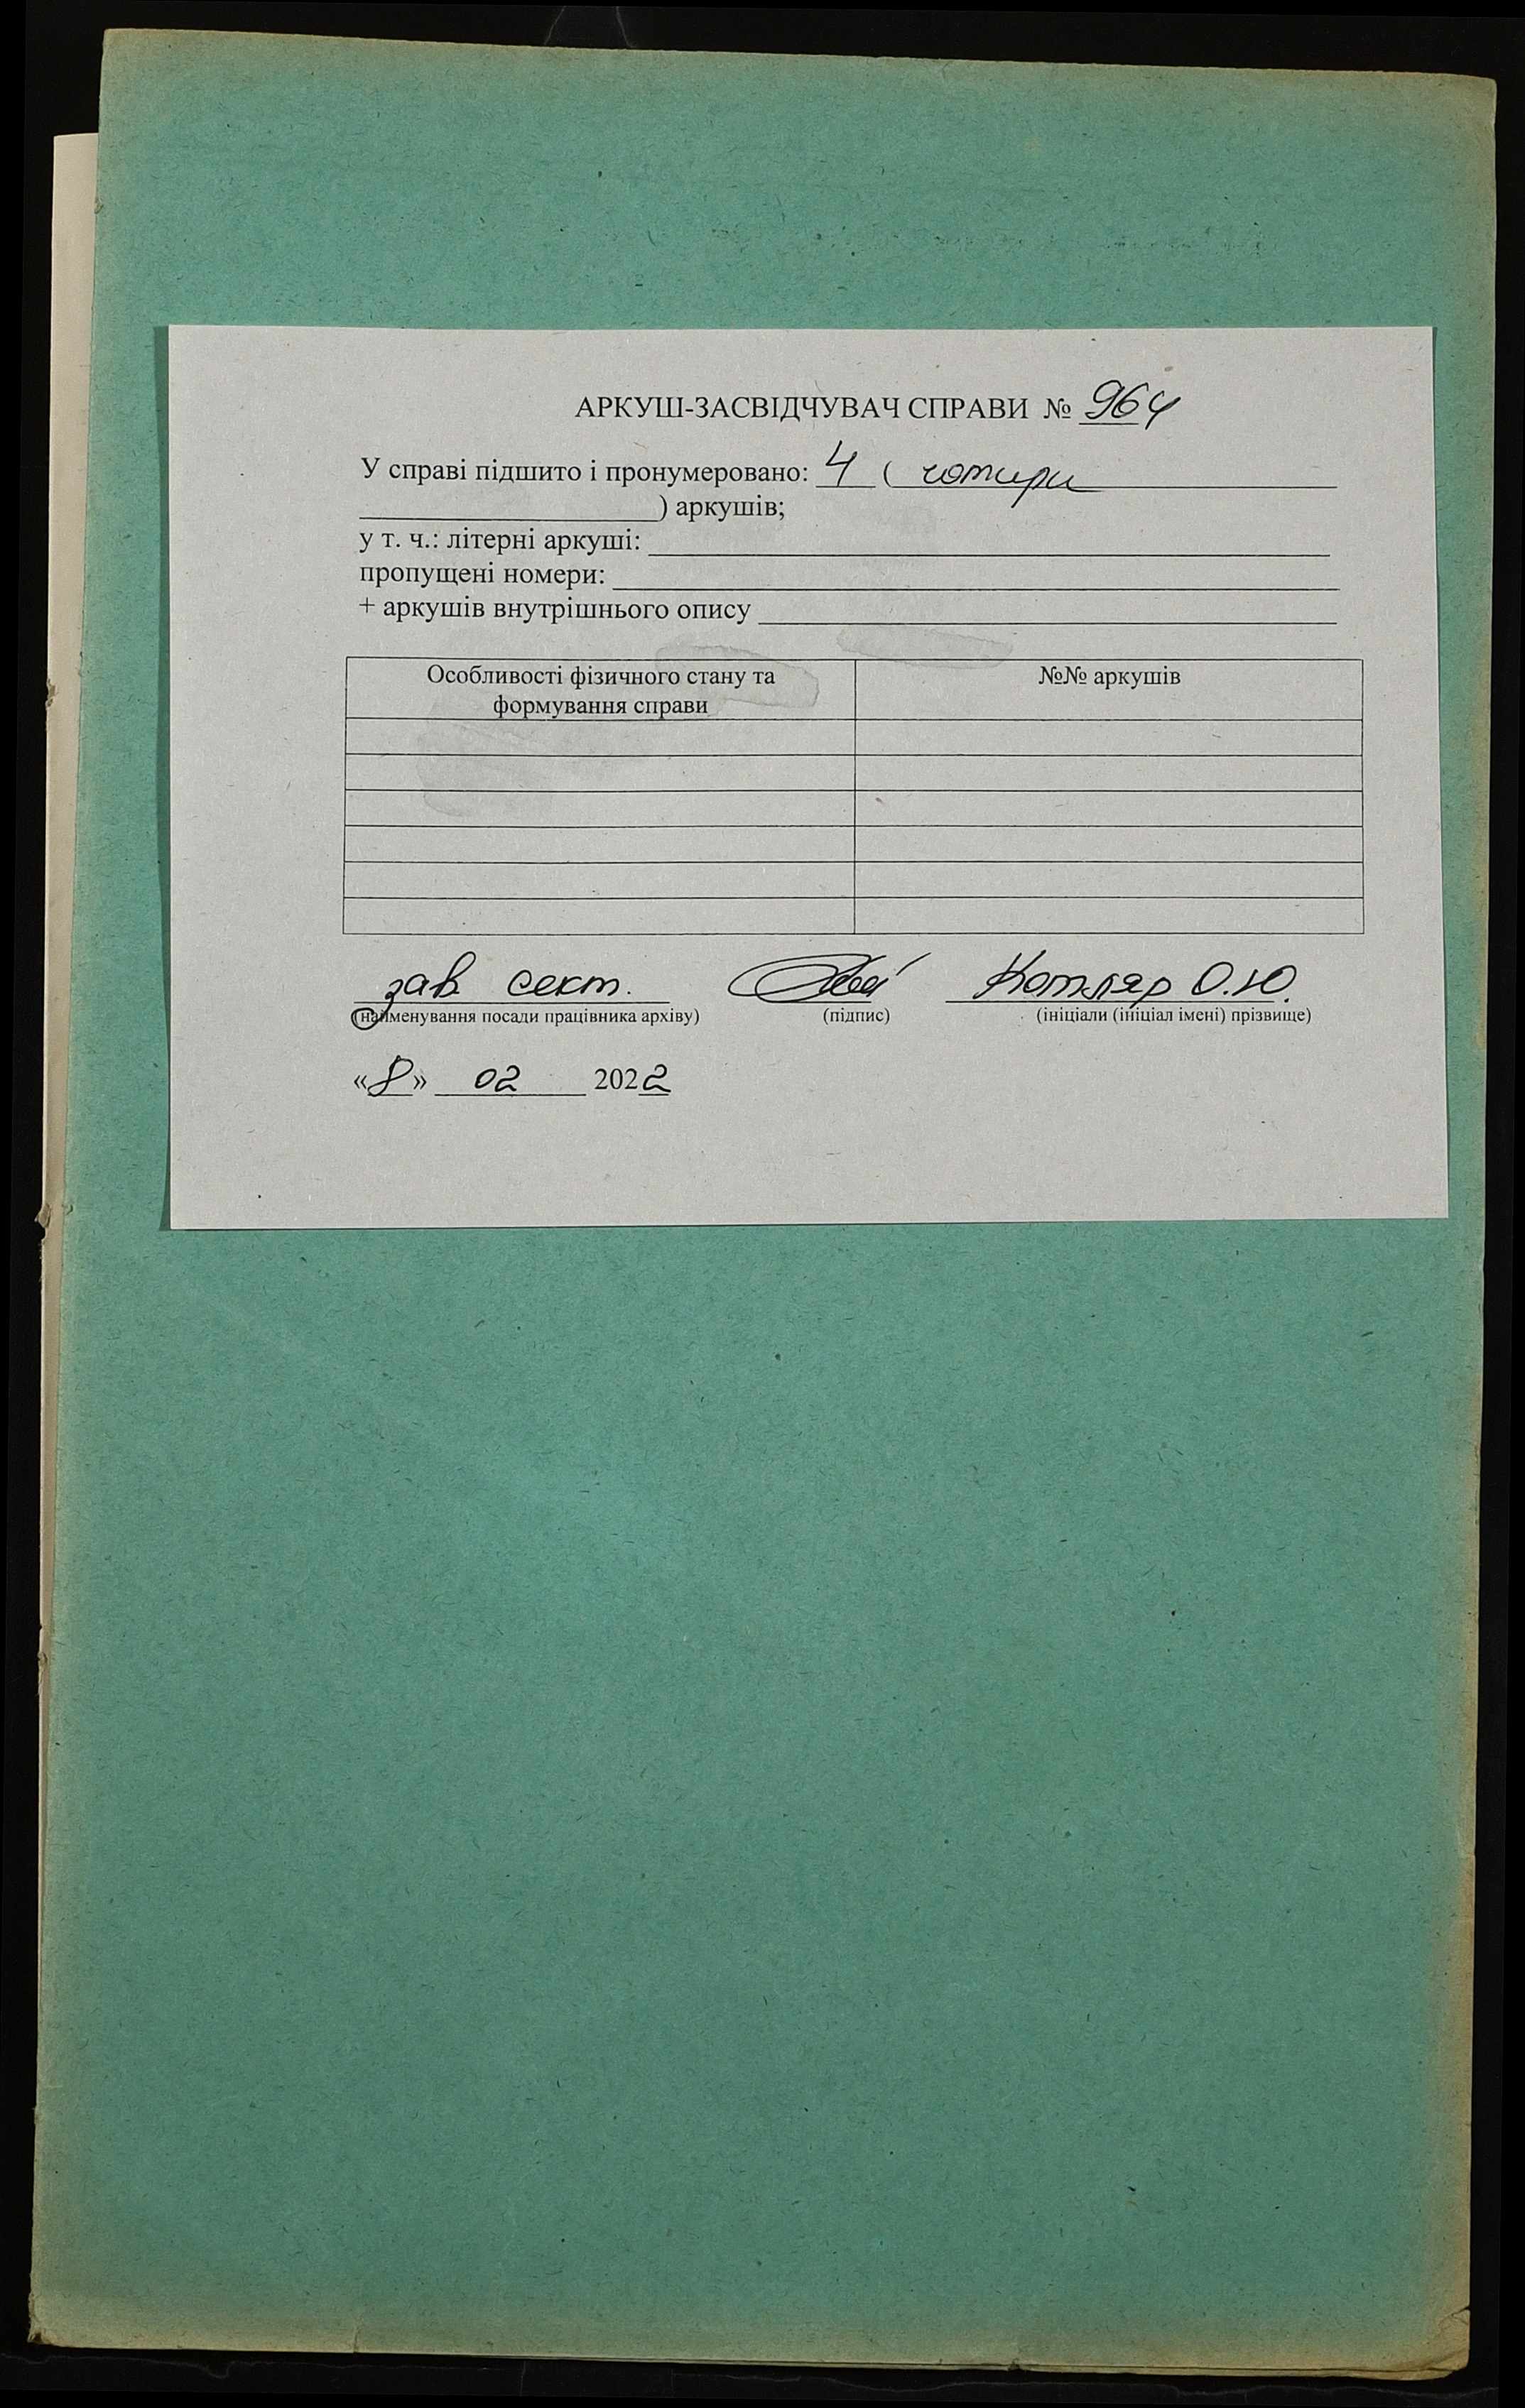 АРКУШ-ЗАСВІДЧУВАЧ СПРАВИ № 964
У справі підшито і пронумеровано: 4 ( чотири
) аркушів;
у т. ч.: літерні аркуші:
пропущені номери:
+ аркушів внутрішнього опису
Особливості фізичного стану та №№ аркушів
формування справи
зав. сект. Котляр О.Ю.
(найменування посади працівника архіву) (підпис) (ініціали (ініціал імені) прізвище)
«8» 02 2022